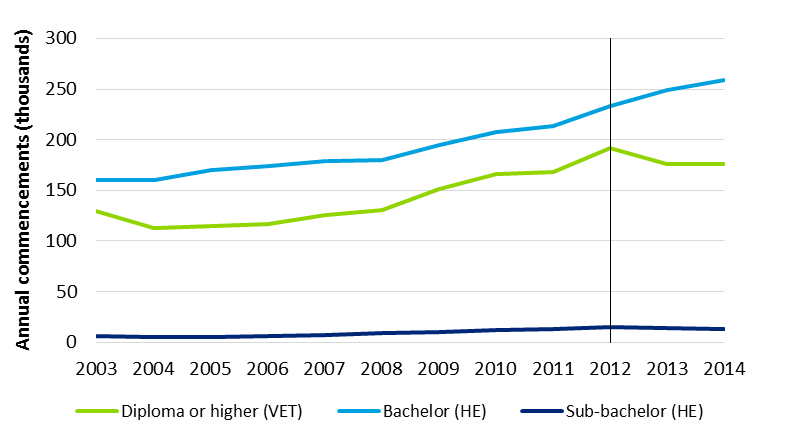 Annual commencements (thousands)
300
250
200
150
100
50
0
2003 2004 2005 2006 2007 2008 2009 2010 2011 2012 2013 2014
Diploma or higher (VET) Bachelor (HE) Sub-bachelor (HE)